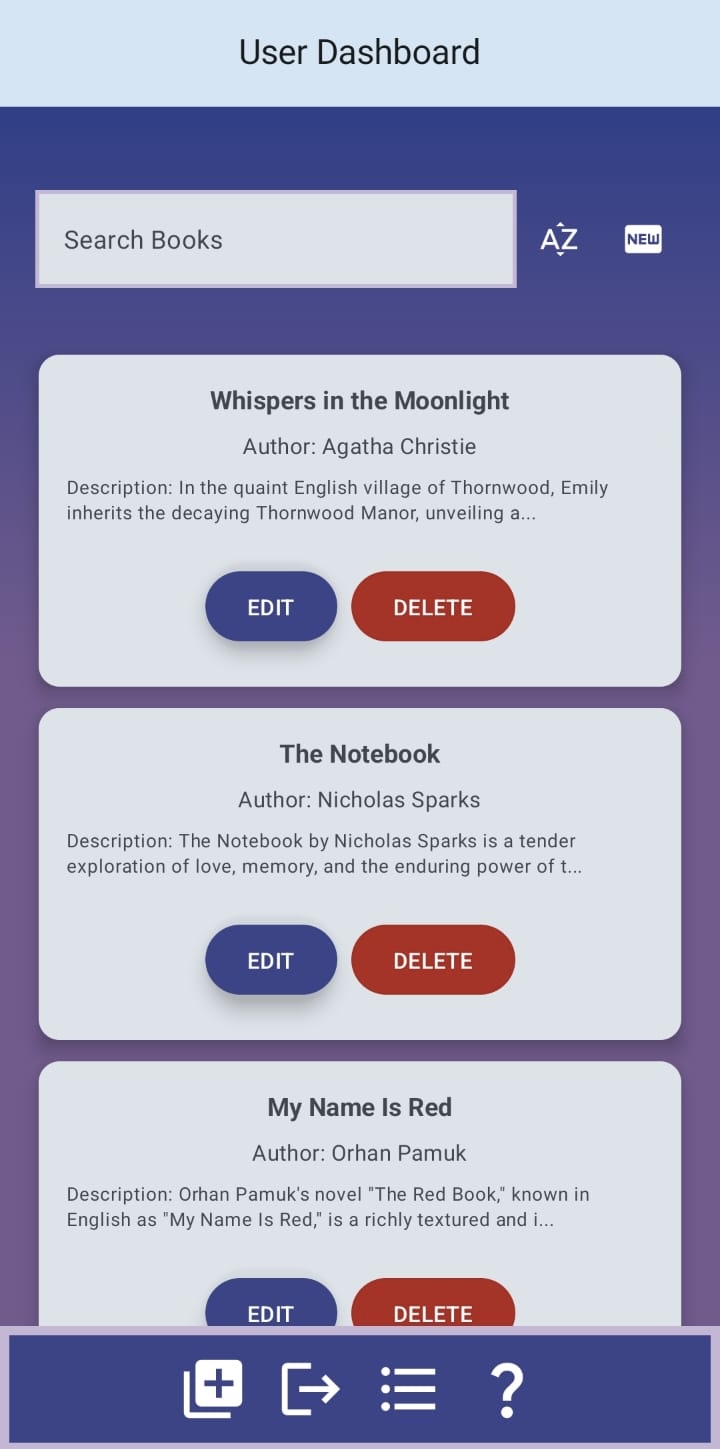 User Dashboard
Search Books
AZ
NEW
Whispers in the Moonlight
Author: Agatha Christie
Description: In the quaint English village of Thornwood, Emily
inherits the decaying Thornwood Manor, unveiling a...
EDIT DELETE
The Notebook
Author: Nicholas Sparks
Description: The Notebook by Nicholas Sparks is a tender
exploration of love, memory, and the enduring power of t...
EDIT DELETE
My Name Is Red
Author: Orhan Pamuk
Description: Orhan Pamuk's novel "The Red Book," known in
English as "My Name Is Red," is a richly textured and i...
EDIT DELETE
?